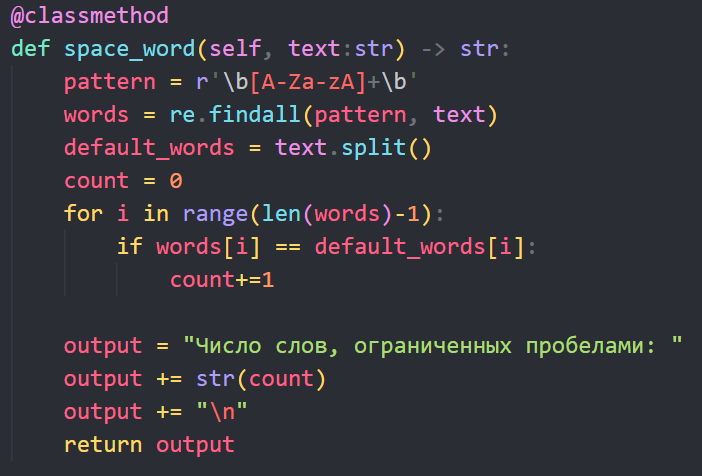 @classmethod
def space_word(self, text:str) -> str:
    pattern = r'\b[A-Za-zA]+\b'
    words = re.findall(pattern, text)
    default_words = text.split()
    count = 0
    for i in range(len(words)-1):
        if words[i] == default_words[i]:
            count+=1

    output = "Число слов, ограниченных пробелами: "
    output += str(count)
    output += "\n"
    return output